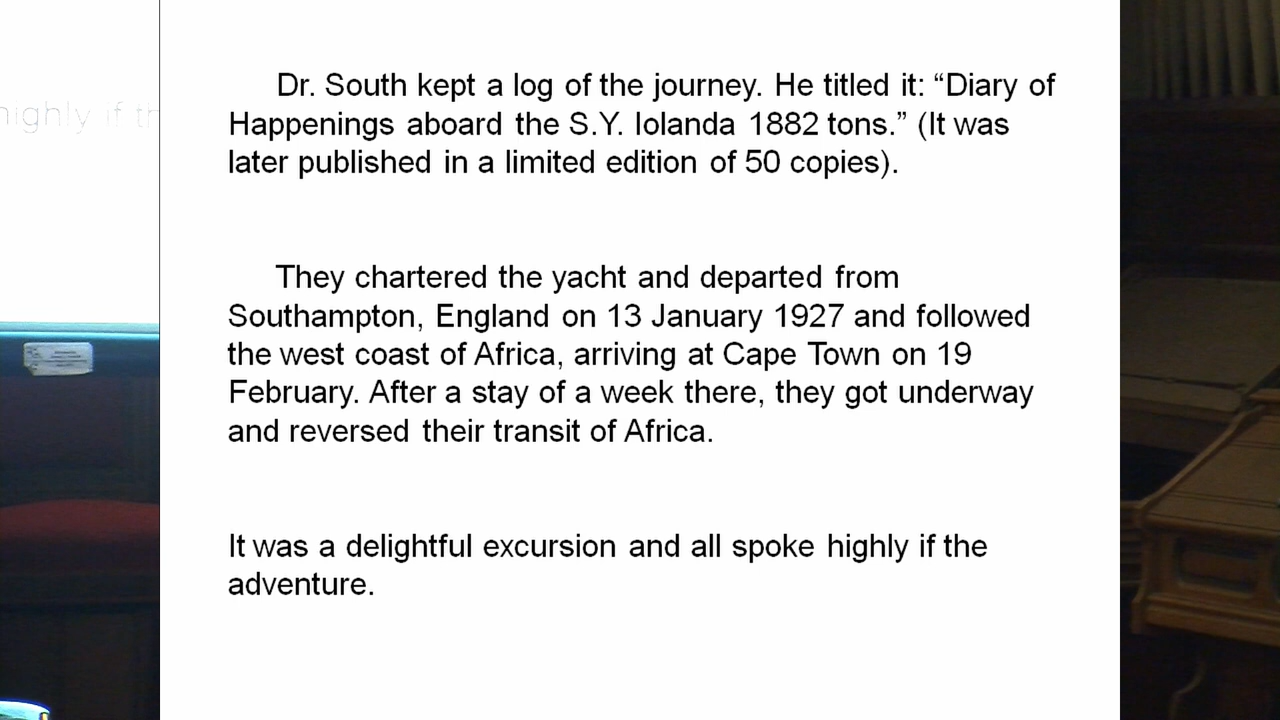 Dr. South kept a log of the journey. He titled it: “Diary of
Happenings aboard the S.Y. Iolanda 1882 tons.” (It was
later published in a limited edition of 50 copies).
They chartered the yacht and departed from
Southampton, England on 13 January 1927 and followed
the west coast of Africa, arriving at Cape Town on 19
February. After a stay of a week there, they got underway
and reversed their transit of Africa.
It was a delightful excursion and all spoke highly if the
adventure.
highly if th